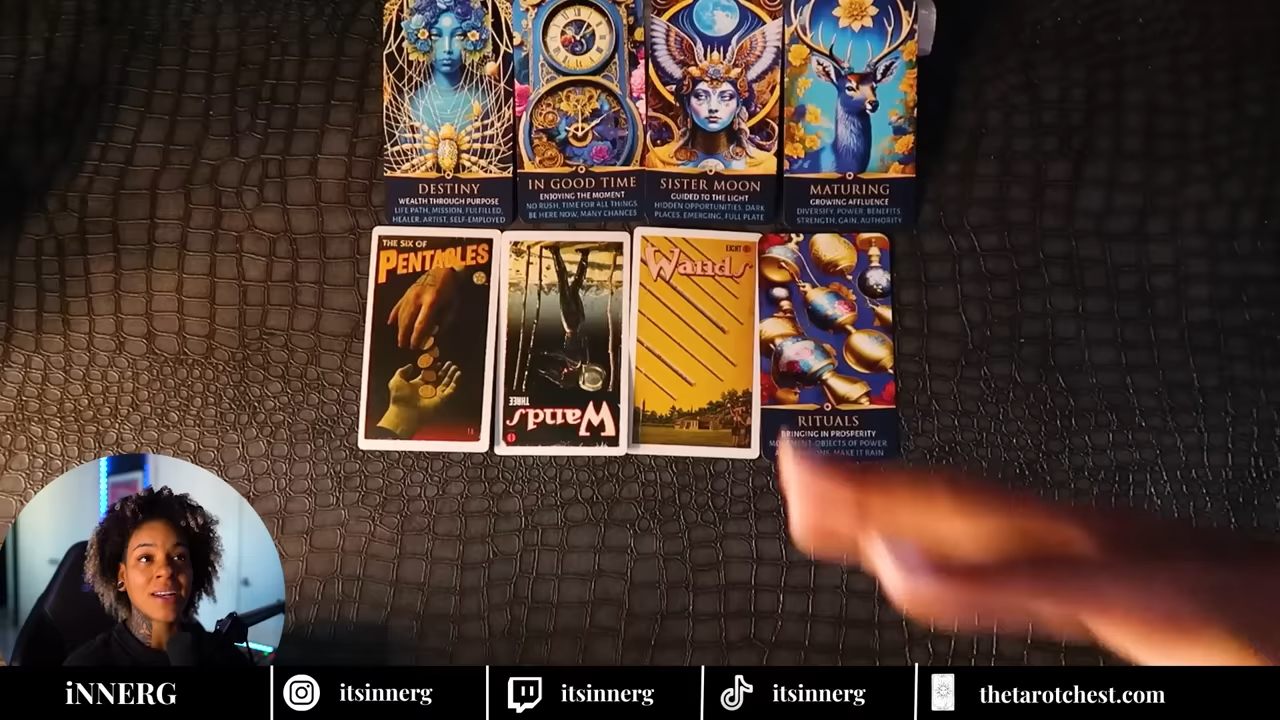 DESTINY
WEALTH THROUGH PURPOSE
LIFE PATH, MISSION, FULFILLED,
HEALER, ARTIST, SELF-EMPLOYED
IN GOOD TIME
ENJOYING THE MOMENT
NO RUSH, TIME FOR ALL THINGS
BE HERE NOW, MANY CHANCES
SISTER MOON
GUIDED TO THE LIGHT
HIDDEN OPPORTUNITIES, DARK
PLACES, EMERGING, FULL PLATE
MATURING
GROWING AFFLUENCE
DIVERSIFY, POWER, BENEFITS,
STRENGTH, GAIN, AUTHORITY
THE SIX OF
PENTACLES
THREE
Wands
EIGHT
Wands
RITUALS
BRINGING IN PROSPERITY
OBJECTS OF POWER
MAKE IT RAIN
iNNERG
itsinnerg
itsinnerg
itsinnerg
thetarotchest.com